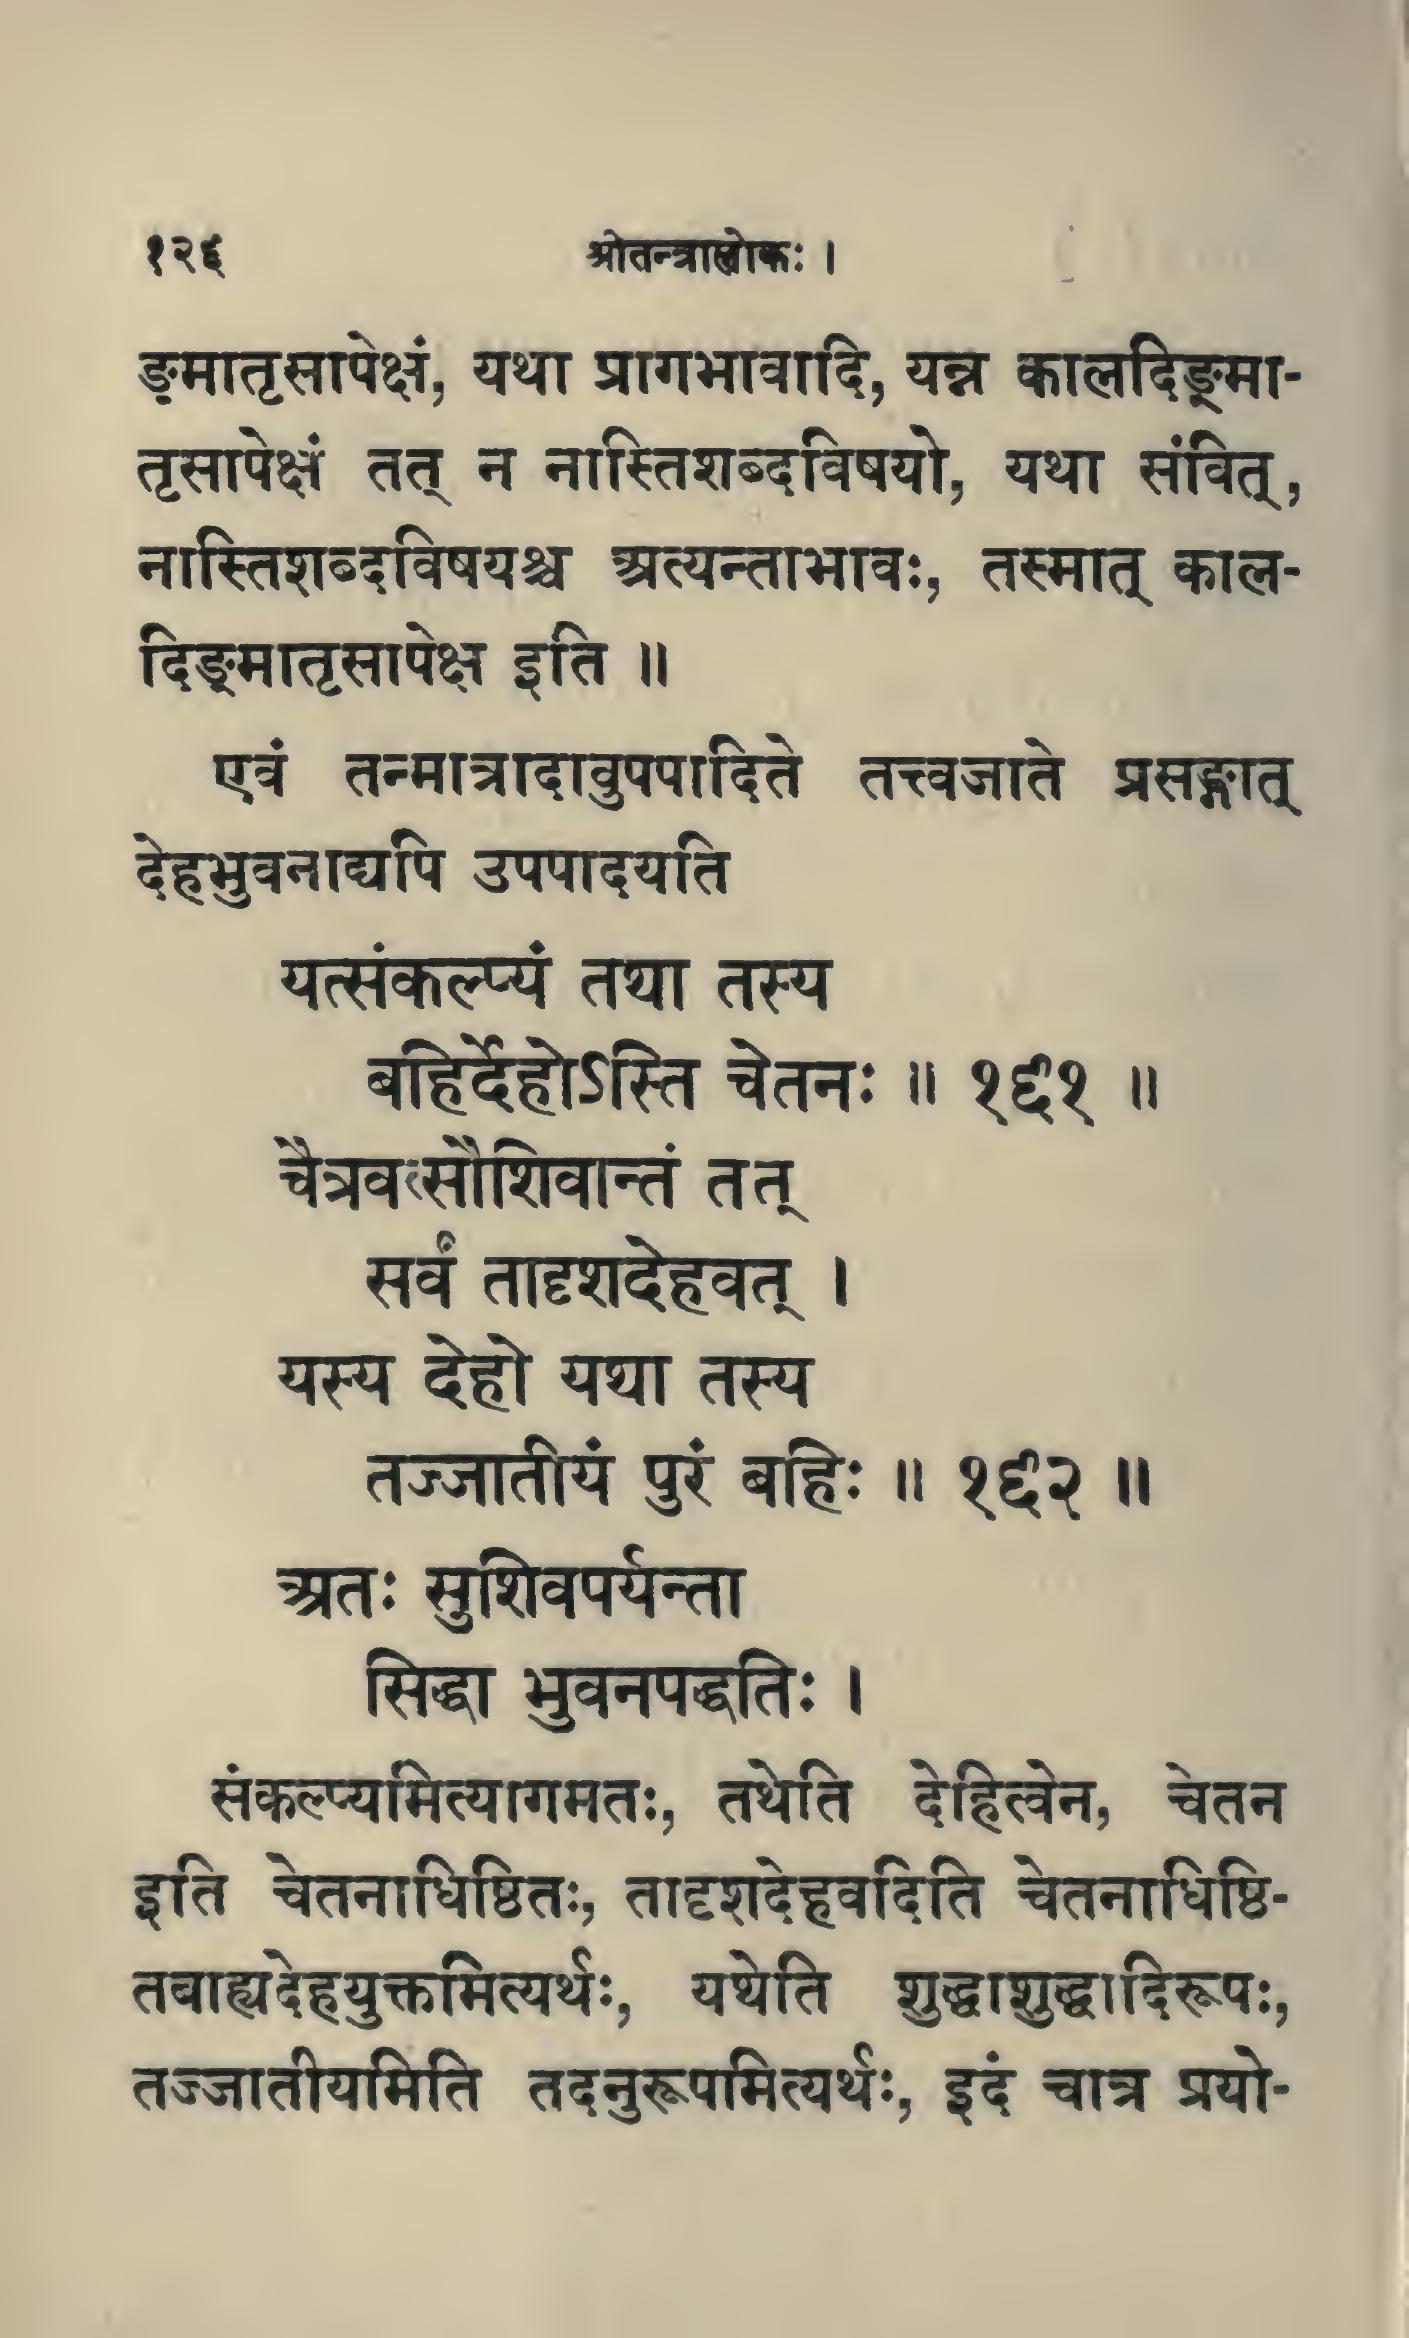 १२६ श्रीतन्त्रालोकः ।
ङ्मातृसापेक्षं, यथा प्रागभावादि, यन्न कालदिङ्मा-
तृसापेक्षं तत् न नास्तिशब्दविषयो, यथा संवित्,
नास्तिशब्दविषयश्च अत्यन्ताभावः, तस्मात् काल-
दिङ्मातृसापेक्ष इति ॥
एवं तन्मात्रादावुपपादिते तत्त्वजाते प्रसङ्गात्
देहभुवनाद्यपि उपपादयति
यत्संकल्प्यं तथा तस्य
बहिर्देहोऽस्ति चेतनः ॥ १६१ ॥
चैत्रवत्सौशिवान्तं तत्
सर्वं तादृशदेहवत् ।
यस्य देहो यथा तस्य
तज्जातीयं पुरं बहिः ॥ १६२ ॥
अतः सुशिवपर्यन्ता
सिद्धा भुवनपद्धतिः ।
संकल्प्यमित्यागमतः, तथेति देहित्वेन, चेतन
इति चेतनाधिष्ठितः, तादृशदेहवदिति चेतनाधिष्ठि-
तबाह्यदेहयुक्तमित्यर्थः, यथेति शुद्धाशुद्धादिरूपः,
तज्जातीयमिति तदनुरूपमित्यर्थः, इदं चात्र प्रयो-